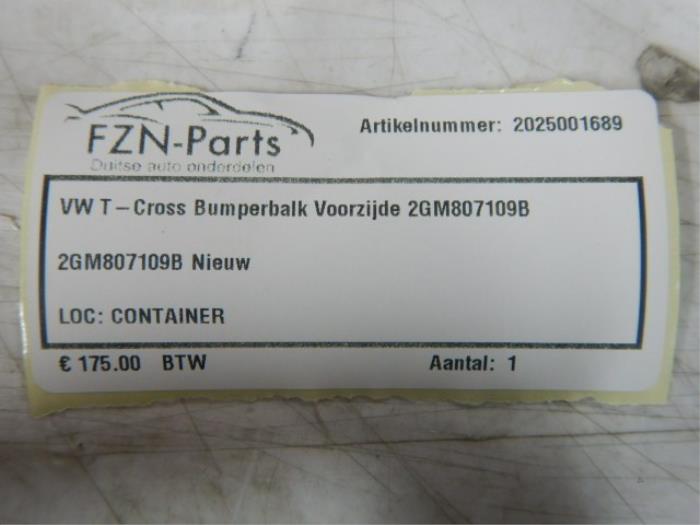 FZN-Parts
Duitse auto onderdelen
Artikelnummer: 2025001689
VW T-Cross Bumperbalk Voorzijde 2GM807109B
2GM807109B Nieuw
LOC: CONTAINER
€ 175.00 BTW
Aantal: 1